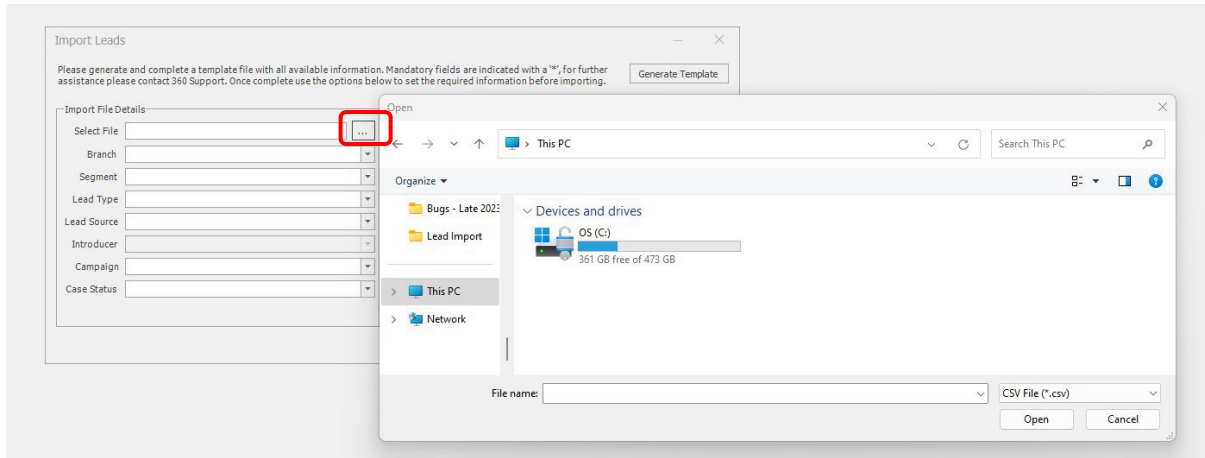 Import Leads
Please generate and complete a template file with all available information. Mandatory fields are indicated with a '*', for further
assistance please contact 360 Support. Once complete use the options below to set the required information before importing.
Generate Template
Import File Details
Select File
...
Branch
Segment
Lead Type
Lead Source
Introducer
Campaign
Case Status
Open
This PC
Search This PC
Organize
Bugs - Late 2023
Lead Import
This PC
Network
Devices and drives
OS (C:)
361 GB free of 473 GB
File name:
CSV File (*.csv)
Open
Cancel